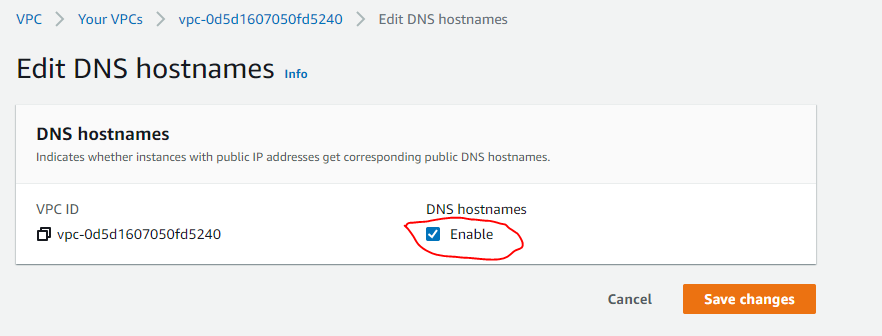 VPC > Your VPCs > vpc-0d5d1607050fd5240 > Edit DNS hostnames
Edit DNS hostnames Info
DNS hostnames
Indicates whether instances with public IP addresses get corresponding public DNS hostnames.
VPC ID
vpc-0d5d1607050fd5240
DNS hostnames
Enable
Cancel
Save changes